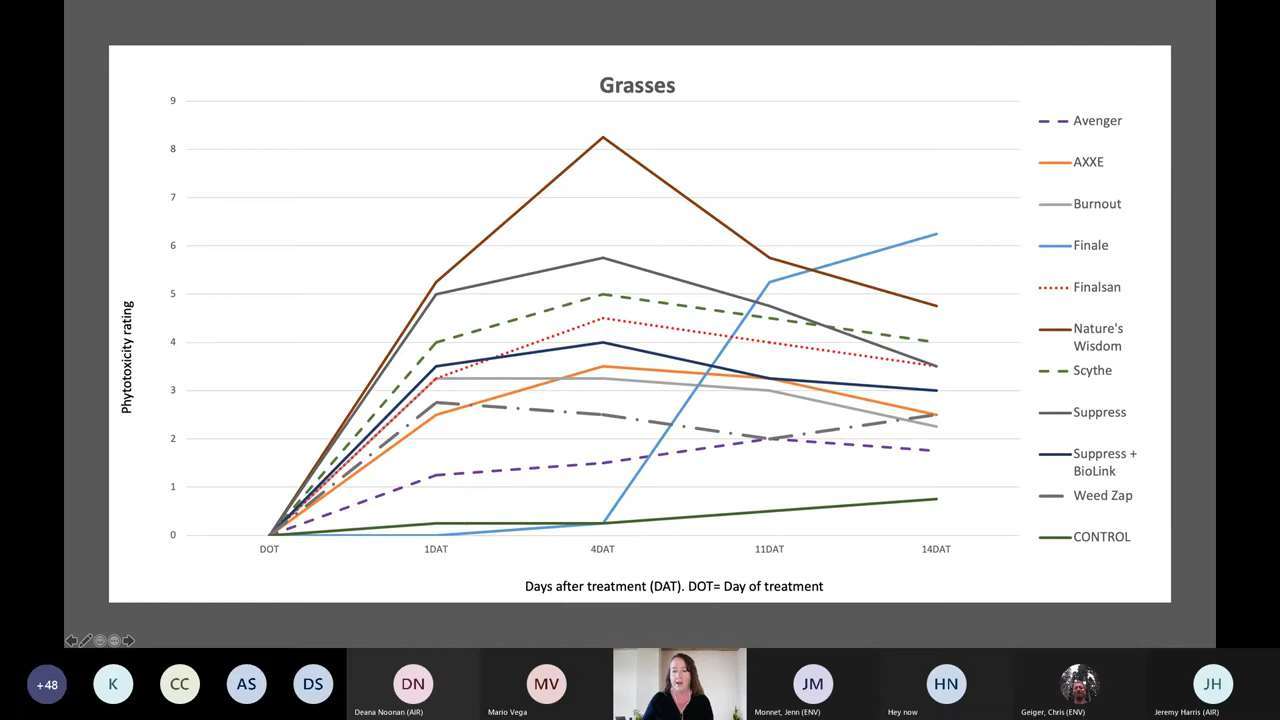 Grasses
9
8
7
6
5
4
3
2
1
0
Phytotoxicity rating
DOT
1DAT
4DAT
11DAT
14DAT
Days after treatment (DAT). DOT= Day of treatment
Avenger
AXXE
Burnout
Finale
Finalsan
Nature's
Wisdom
Scythe
Suppress
Suppress +
BioLink
Weed Zap
CONTROL
+48
K
CC
AS
DS
DN
Deana Noonan (AIR)
MV
Mario Vega
JM
Monnet, Jenn (ENV)
HN
Hey now
Geiger, Chris (ENV)
JH
Jeremy Harris (AIR)